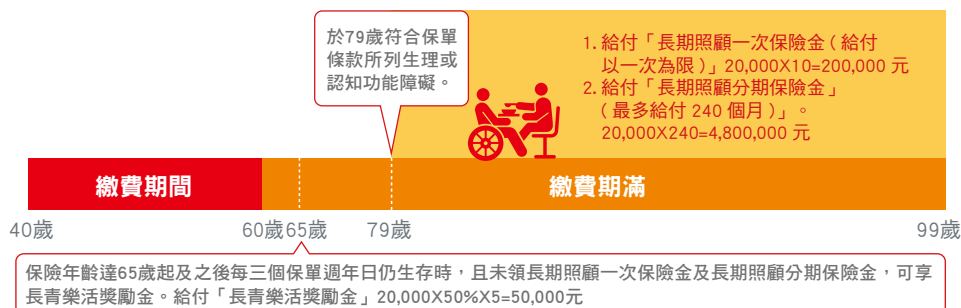 於79歲符合保單
條款所列生理或
認知功能障礙。
1. 給付「長期照顧一次保險金 ( 給付
以一次為限 )」20,000X10=200,000 元
2. 給付「長期照顧分期保險金」
( 最多給付 240 個月 )」。
20,000X240=4,800,000 元
繳費期間
繳費期滿
40歲
60歲
65歲
79歲
99歲
保險年齡達65歲起及之後每三個保單週年日仍生存時，且未領長期照顧一次保險金及長期照顧分期保險金，可享
長青樂活獎勵金。給付「長青樂活獎勵金」20,000X50%X5=50,000元